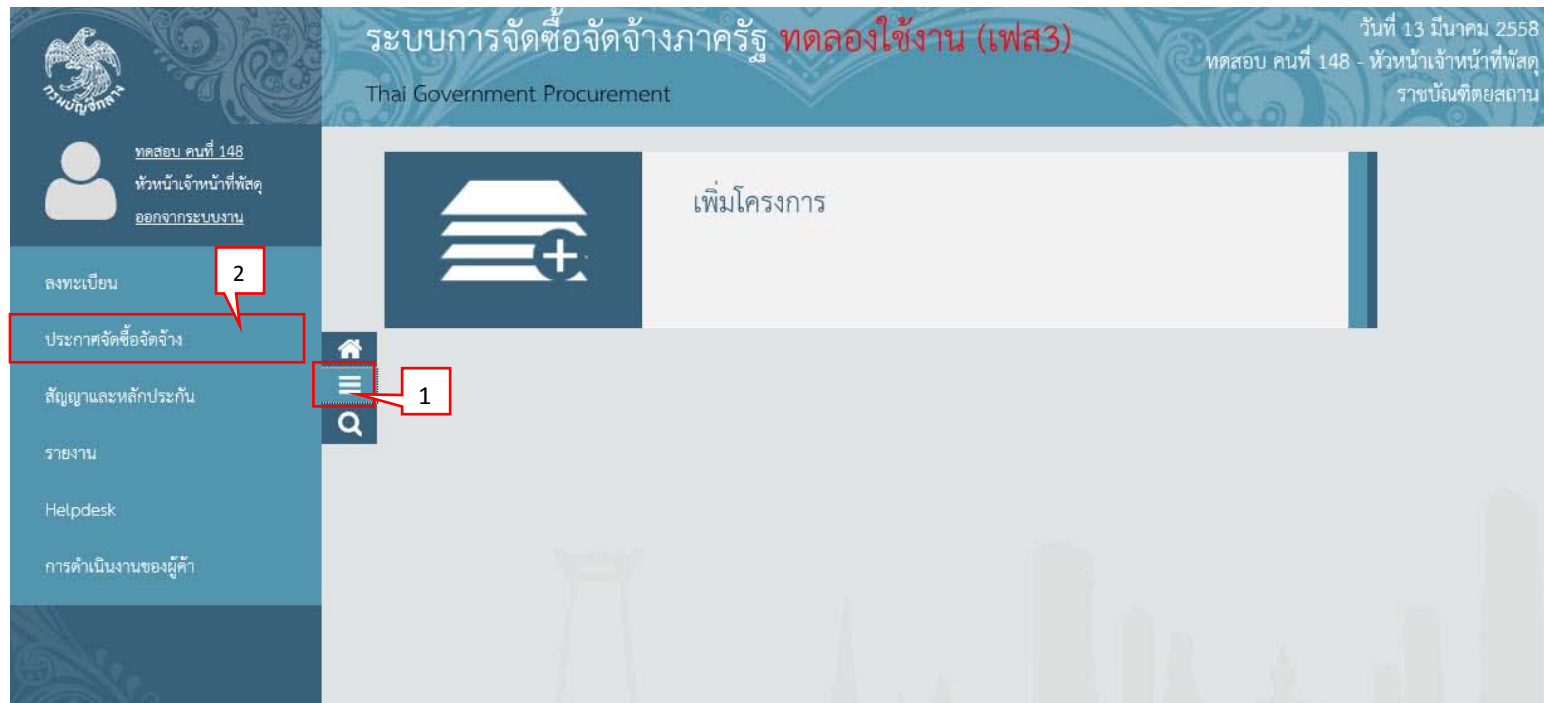 กรมบัญชีกลาง
ระบบการจัดซื้อจัดจ้างภาครัฐ ทดลองใช้งาน (เฟส3)
Thai Government Procurement
วันที่ 13 มีนาคม 2558
ทดสอบ คนที่ 148 - หัวหน้าเจ้าหน้าที่พัสดุ
ราชบัณฑิตยสถาน
ทดสอบ คนที่ 148
หัวหน้าเจ้าหน้าที่พัสดุ
ออกจากระบบงาน
เพิ่มโครงการ
ลงทะเบียน
2
ประกาศจัดซื้อจัดจ้าง
สัญญาและหลักประกัน
1
รายงาน
Helpdesk
การดำเนินงานของผู้ค้า